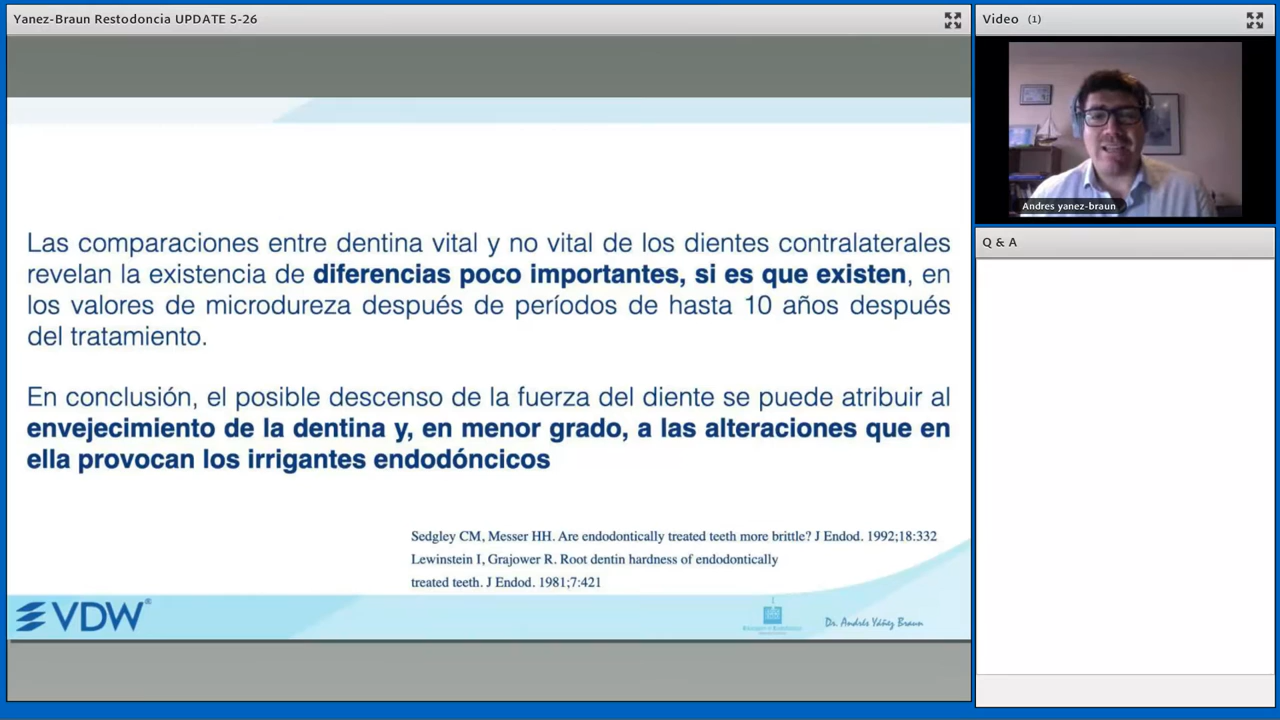 Yanez-Braun Restodoncia UPDATE 5-26
Video (1)
Andres yanez-braun
Q & A
Las comparaciones entre dentina vital y no vital de los dientes contralaterales
revelan la existencia de diferencias poco importantes, si es que existen, en
los valores de microdureza después de períodos de hasta 10 años después
del tratamiento.
En conclusión, el posible descenso de la fuerza del diente se puede atribuir al
envejecimiento de la dentina y, en menor grado, a las alteraciones que en
ella provocan los irrigantes endodóncicos
Sedgley CM, Messer HH. Are endodontically treated teeth more brittle? J Endod. 1992;18:332
Lewinstein I, Grajower R. Root dentin hardness of endodontically
treated teeth. J Endod. 1981;7:421
VDW®
Dr. Andrés Yáñez Braun